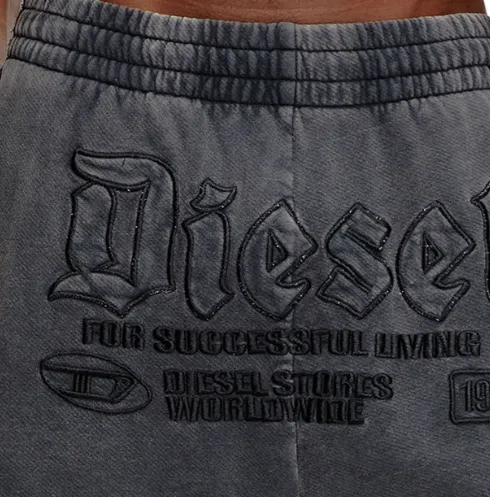 Diesel
FOR SUCCESSFUL LIVING
DIESEL STORES
WORLDWIDE
19